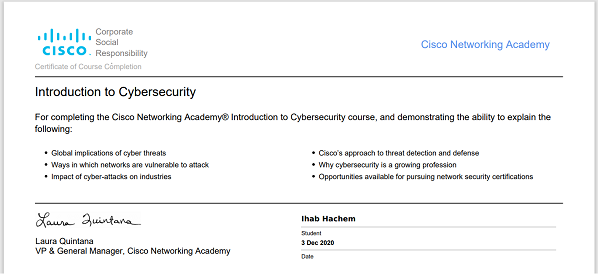 CISCO
Corporate
Social
Responsibility
Cisco Networking Academy
Certificate of Course Completion
Introduction to Cybersecurity
For completing the Cisco Networking Academy® Introduction to Cybersecurity course, and demonstrating the ability to explain the
following:
• Global implications of cyber threats
• Ways in which networks are vulnerable to attack
• Impact of cyber-attacks on industries
• Cisco's approach to threat detection and defense
• Why cybersecurity is a growing profession
• Opportunities available for pursuing network security certifications
Laura Quintana
Laura Quintana
VP & General Manager, Cisco Networking Academy
Ihab Hachem
Student
3 Dec 2020
Date